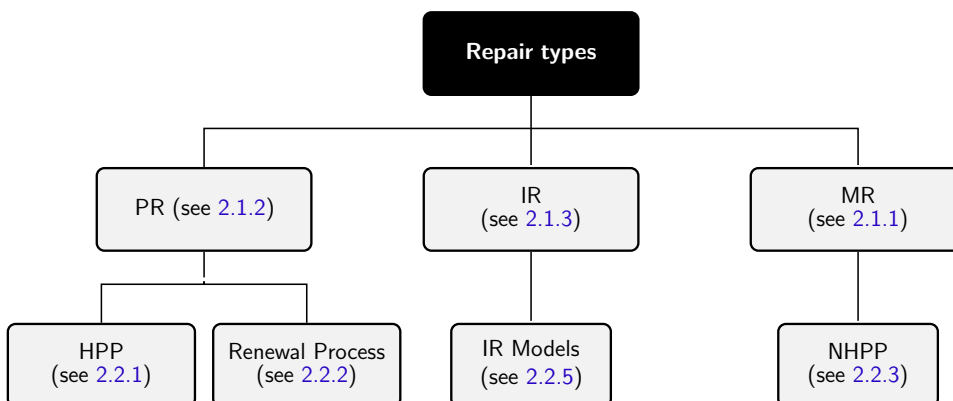 Repair types
PR (see 2.1.2)
IR
(see 2.1.3)
MR
(see 2.1.1)
HPP
(see 2.2.1)
Renewal Process
(see 2.2.2)
IR Models
(see 2.2.5)
NHPP
(see 2.2.3)